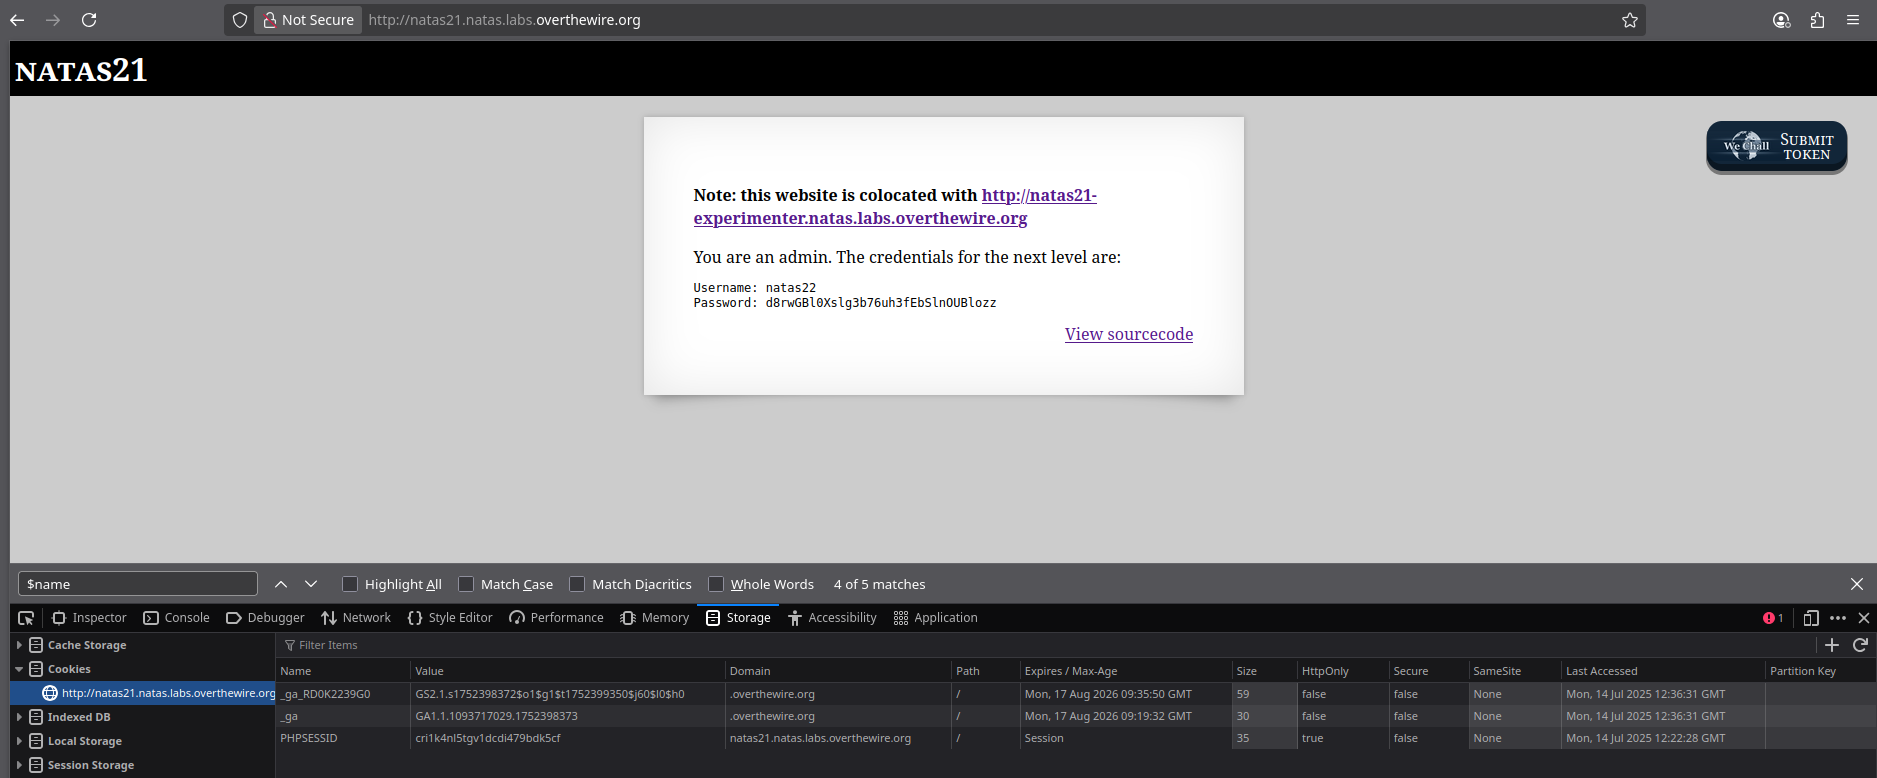 Not Secure http://natas21.natas.labs.overthewire.org
NATAS21
We Chall SUBMIT
TOKEN
Note: this website is colocated with http://natas21-
experimenter.natas.labs.overthewire.org
You are an admin. The credentials for the next level are:
Username: natas22
Password: d8rwGBl0Xslg3b76uh3fEbSlnOUBlozz
View sourcecode
$name Highlight All Match Case Match Diacritics Whole Words 4 of 5 matches
Inspector Console Debugger Network Style Editor Performance Memory Storage Accessibility Application 1
Cache Storage Filter Items
Cookies Name Value Domain Path Expires / Max-Age Size HttpOnly Secure SameSite Last Accessed Partition Key
http://natas21.natas.labs.overthewire.org _ga_RD0K2239G0 GS2.1.s1752398372$o1$g1$t1752399350$j60$l0$h0 .overthewire.org / Mon, 17 Aug 2026 09:35:50 GMT 59 false false None Mon, 14 Jul 2025 12:36:31 GMT
Indexed DB _ga GA1.1.1093717029.1752398373 .overthewire.org / Mon, 17 Aug 2026 09:19:32 GMT 30 false false None Mon, 14 Jul 2025 12:36:31 GMT
Local Storage PHPSESSID cri1k4nl5tgv1dcdi479bdk5cf natas21.natas.labs.overthewire.org / Session 35 true false None Mon, 14 Jul 2025 12:22:28 GMT
Session Storage